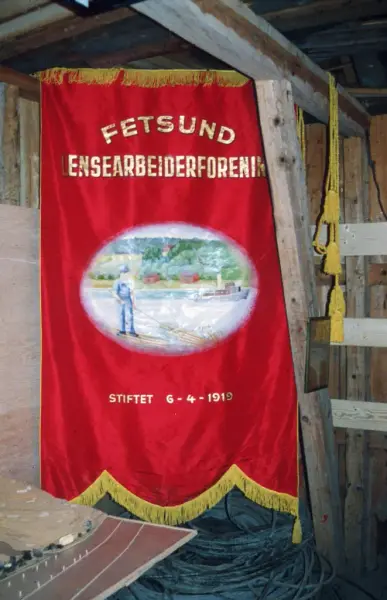 FETSUND
LENSEARBEIDERFORENIN
STIFTET 6-4-1919